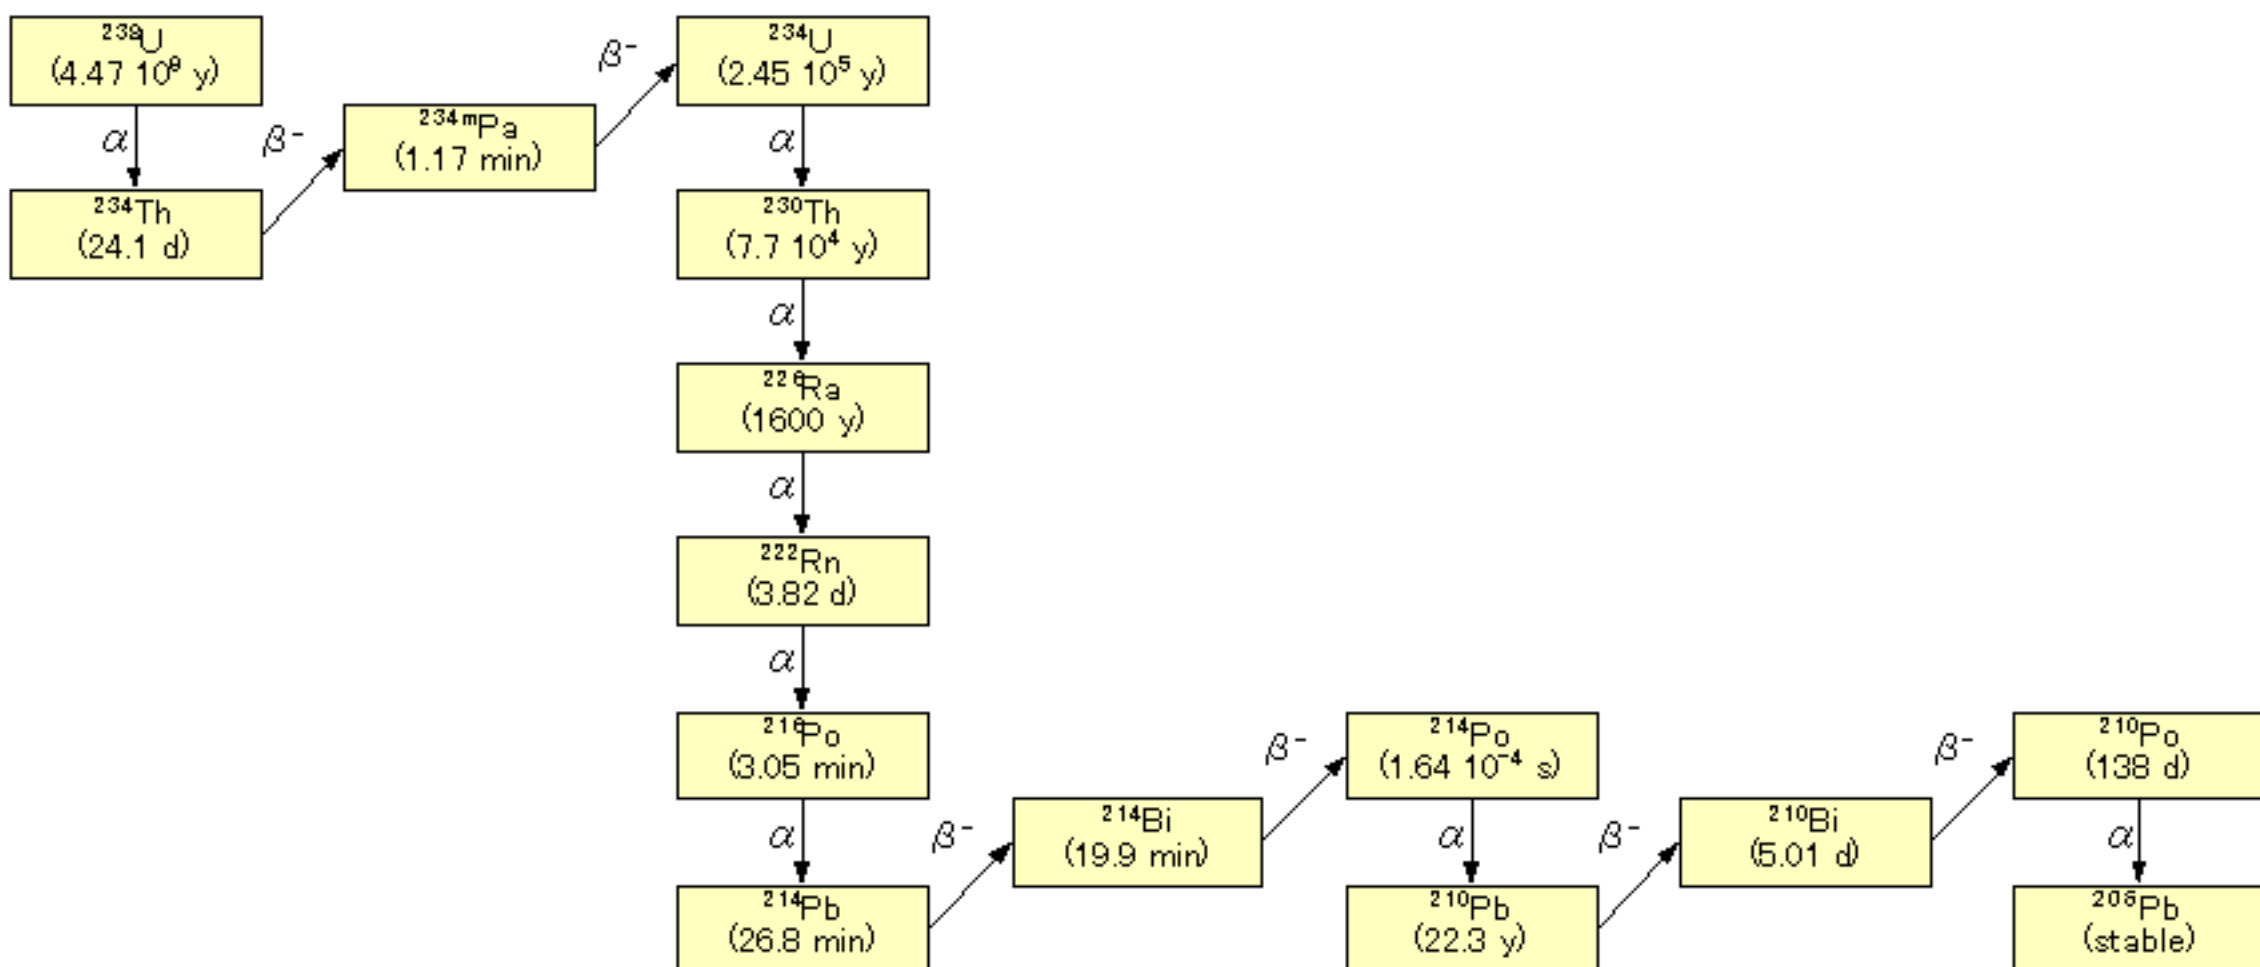 ²³⁸U
(4.47 10⁹ y)
α
²³⁴Th
(24.1 d)
β⁻
²³⁴ᵐPa
(1.17 min)
β⁻
²³⁴U
(2.45 10⁵ y)
α
²³⁰Th
(7.7 10⁴ y)
α
²²⁶Ra
(1600 y)
α
²²²Rn
(3.82 d)
α
²¹⁸Po
(3.05 min)
α
²¹⁴Pb
(26.8 min)
β⁻
²¹⁴Bi
(19.9 min)
β⁻
²¹⁴Po
(1.64 10⁻⁴ s)
α
²¹⁰Pb
(22.3 y)
β⁻
²¹⁰Bi
(5.01 d)
β⁻
²¹⁰Po
(138 d)
α
²⁰⁶Pb
(stable)